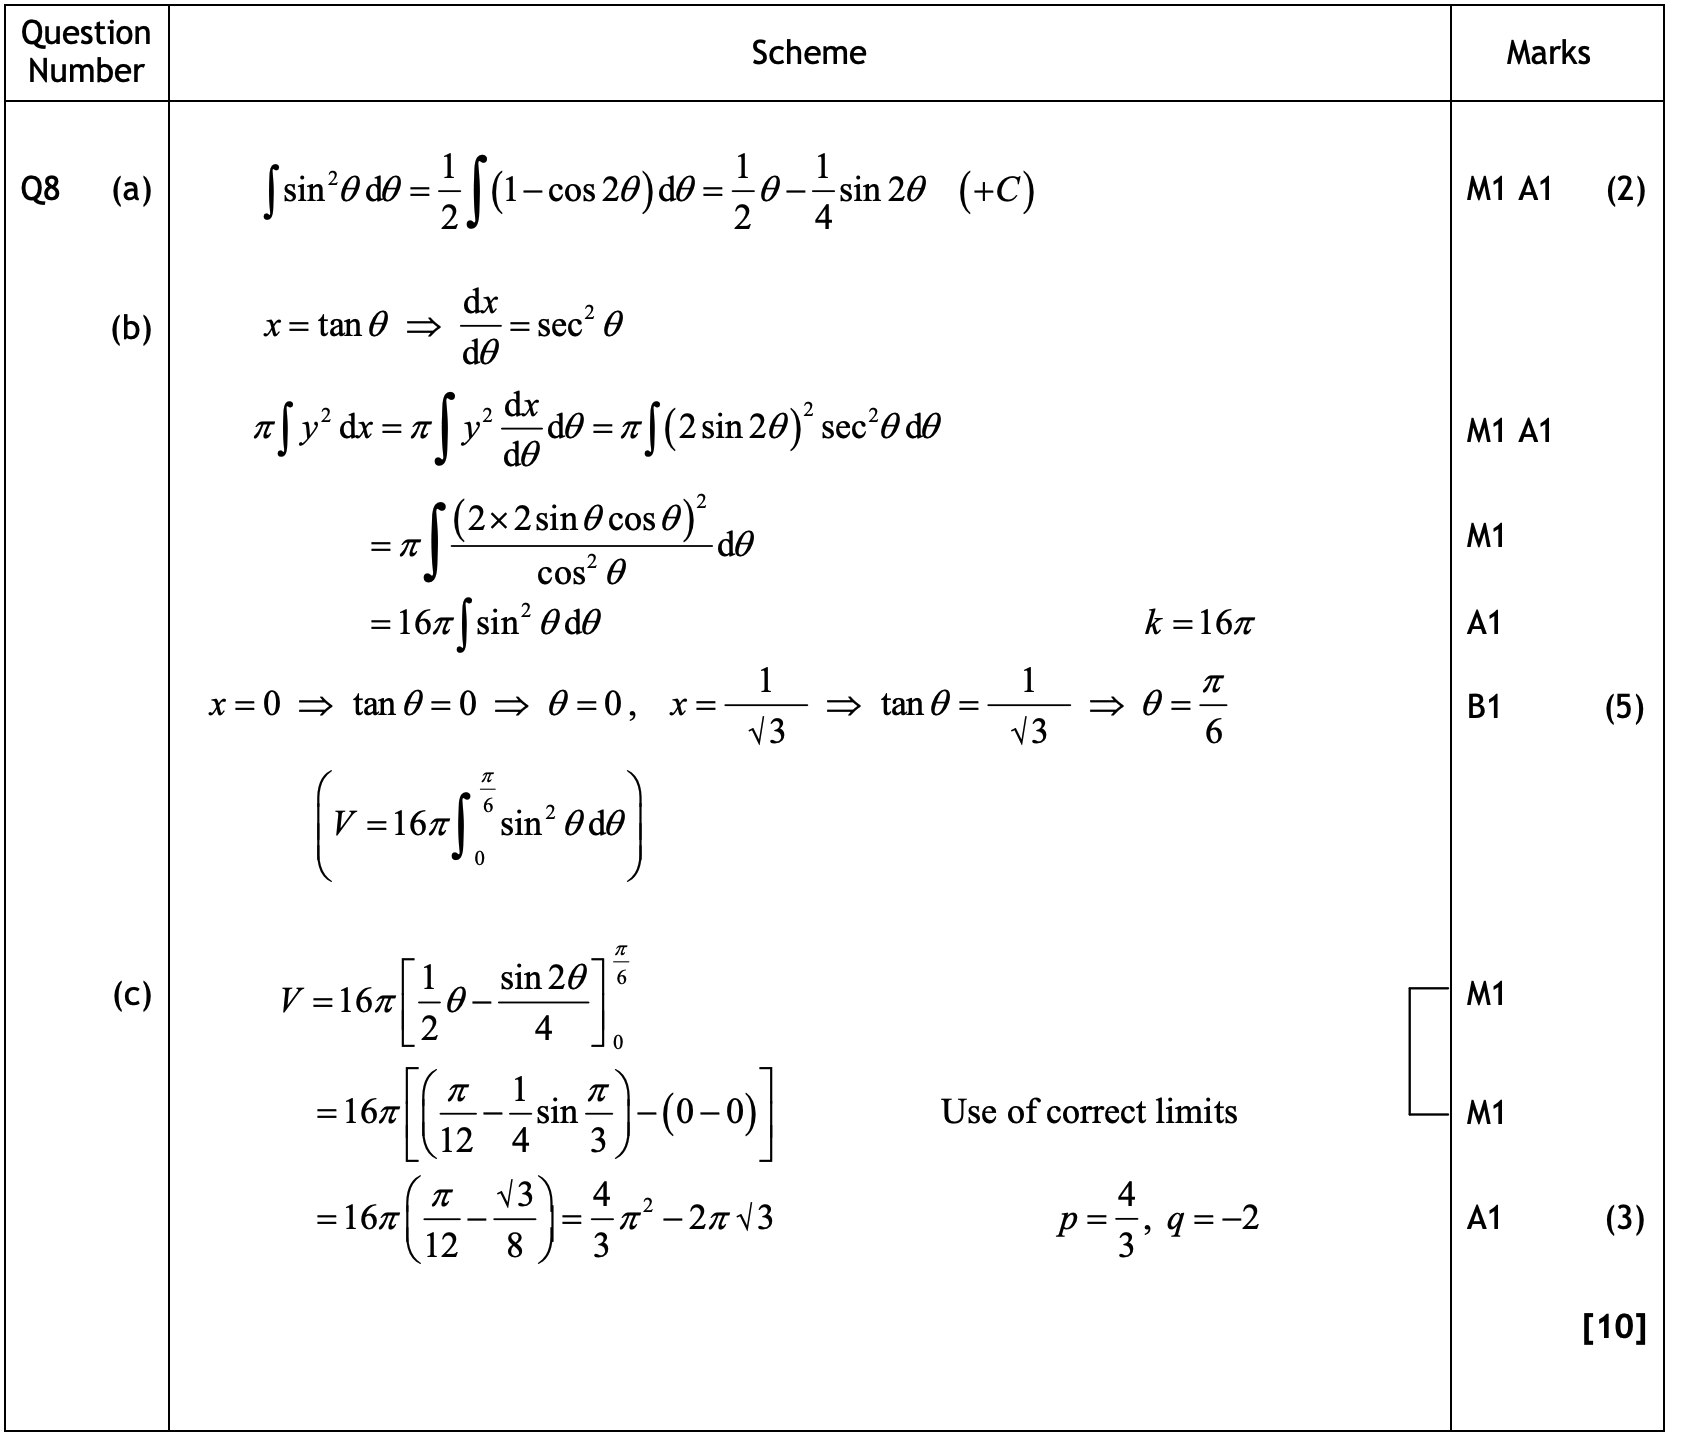 Question Number Scheme Marks
Q8 (a) ∫sin²θ dθ = 1/2 ∫(1 − cos 2θ) dθ = 1/2 θ − 1/4 sin 2θ (+C) M1 A1 (2)
(b) x = tan θ ⇒ dx/dθ = sec² θ
π∫y² dx = π∫y² dx/dθ dθ = π∫(2 sin 2θ)² sec²θ dθ M1 A1
= π∫(2×2 sin θ cos θ)²/cos² θ dθ M1
= 16π∫sin² θ dθ k = 16π A1
x = 0 ⇒ tan θ = 0 ⇒ θ = 0, x = 1/√3 ⇒ tan θ = 1/√3 ⇒ θ = π/6 B1 (5)
(V = 16π∫₀^(π/6) sin² θ dθ)
(c) V = 16π[1/2 θ − sin 2θ/4]₀^(π/6) M1
= 16π[(π/12 − 1/4 sin π/3) − (0 − 0)] Use of correct limits M1
= 16π(π/12 − √3/8) = 4/3 π² − 2π√3 p = 4/3, q = −2 A1 (3)
[10]